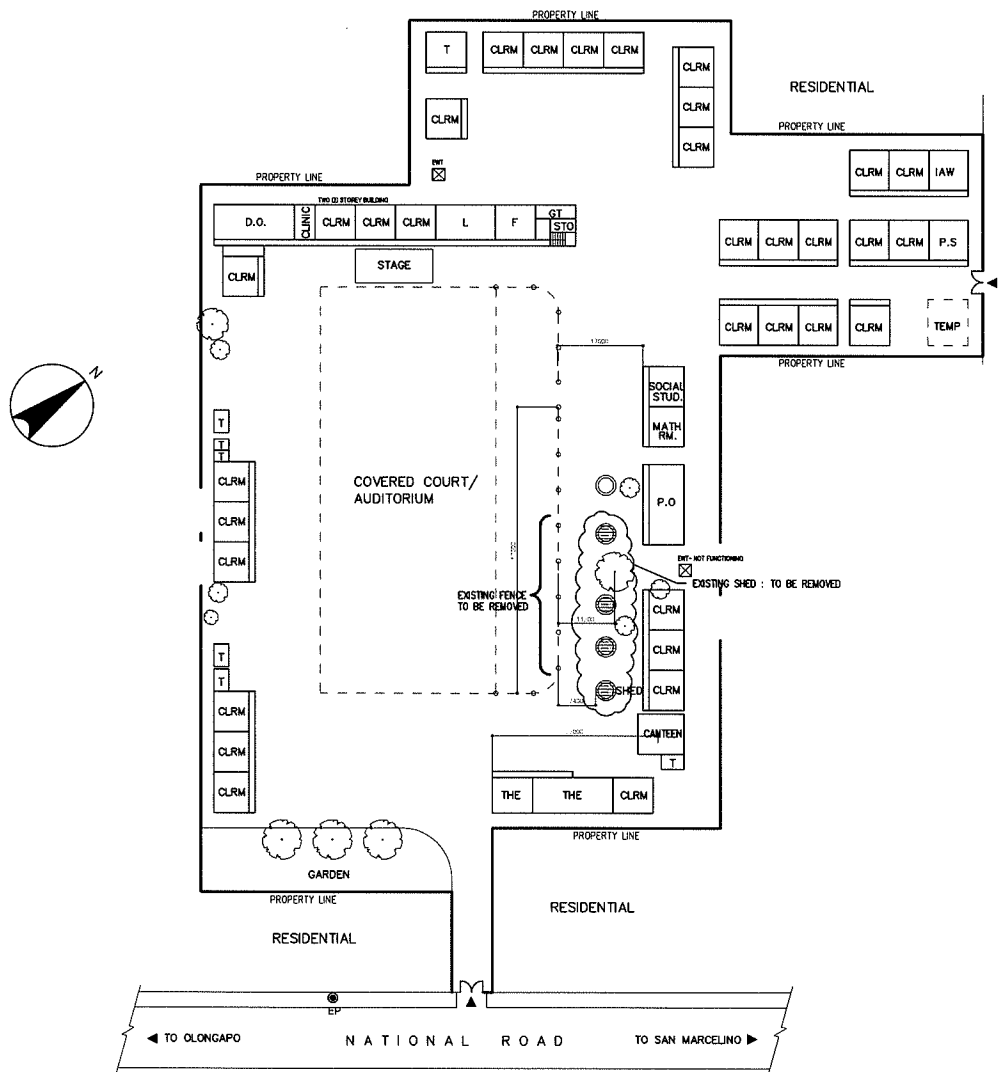 PROPERTY LINE
T
CLRM CLRM CLRM CLRM
CLRM
CLRM
CLRM
CLRM
RESIDENTIAL
PROPERTY LINE
EWT
PROPERTY LINE
CLRM CLRM IAW
TWO (2) STOREY BUILDING
D.O. CLINIC CLRM CLRM CLRM L F GT
STO
CLRM CLRM CLRM
CLRM CLRM P.S
STAGE
CLRM
CLRM CLRM CLRM
CLRM
TEMP
PROPERTY LINE
N
17000
SOCIAL
STUD.
MATH
RM.
T
T
T
CLRM
CLRM
CLRM
COVERED COURT/
AUDITORIUM
P.O
EWT- NOT FUNCTIONING
EXISTING SHED : TO BE REMOVED
EXISTING FENCE
TO BE REMOVED
CLRM
CLRM
CLRM
SHED
T
T
CLRM
CLRM
CLRM
CANTEEN
T
THE THE CLRM
PROPERTY LINE
GARDEN
PROPERTY LINE
RESIDENTIAL
RESIDENTIAL
EP
TO OLONGAPO
NATIONAL ROAD
TO SAN MARCELINO